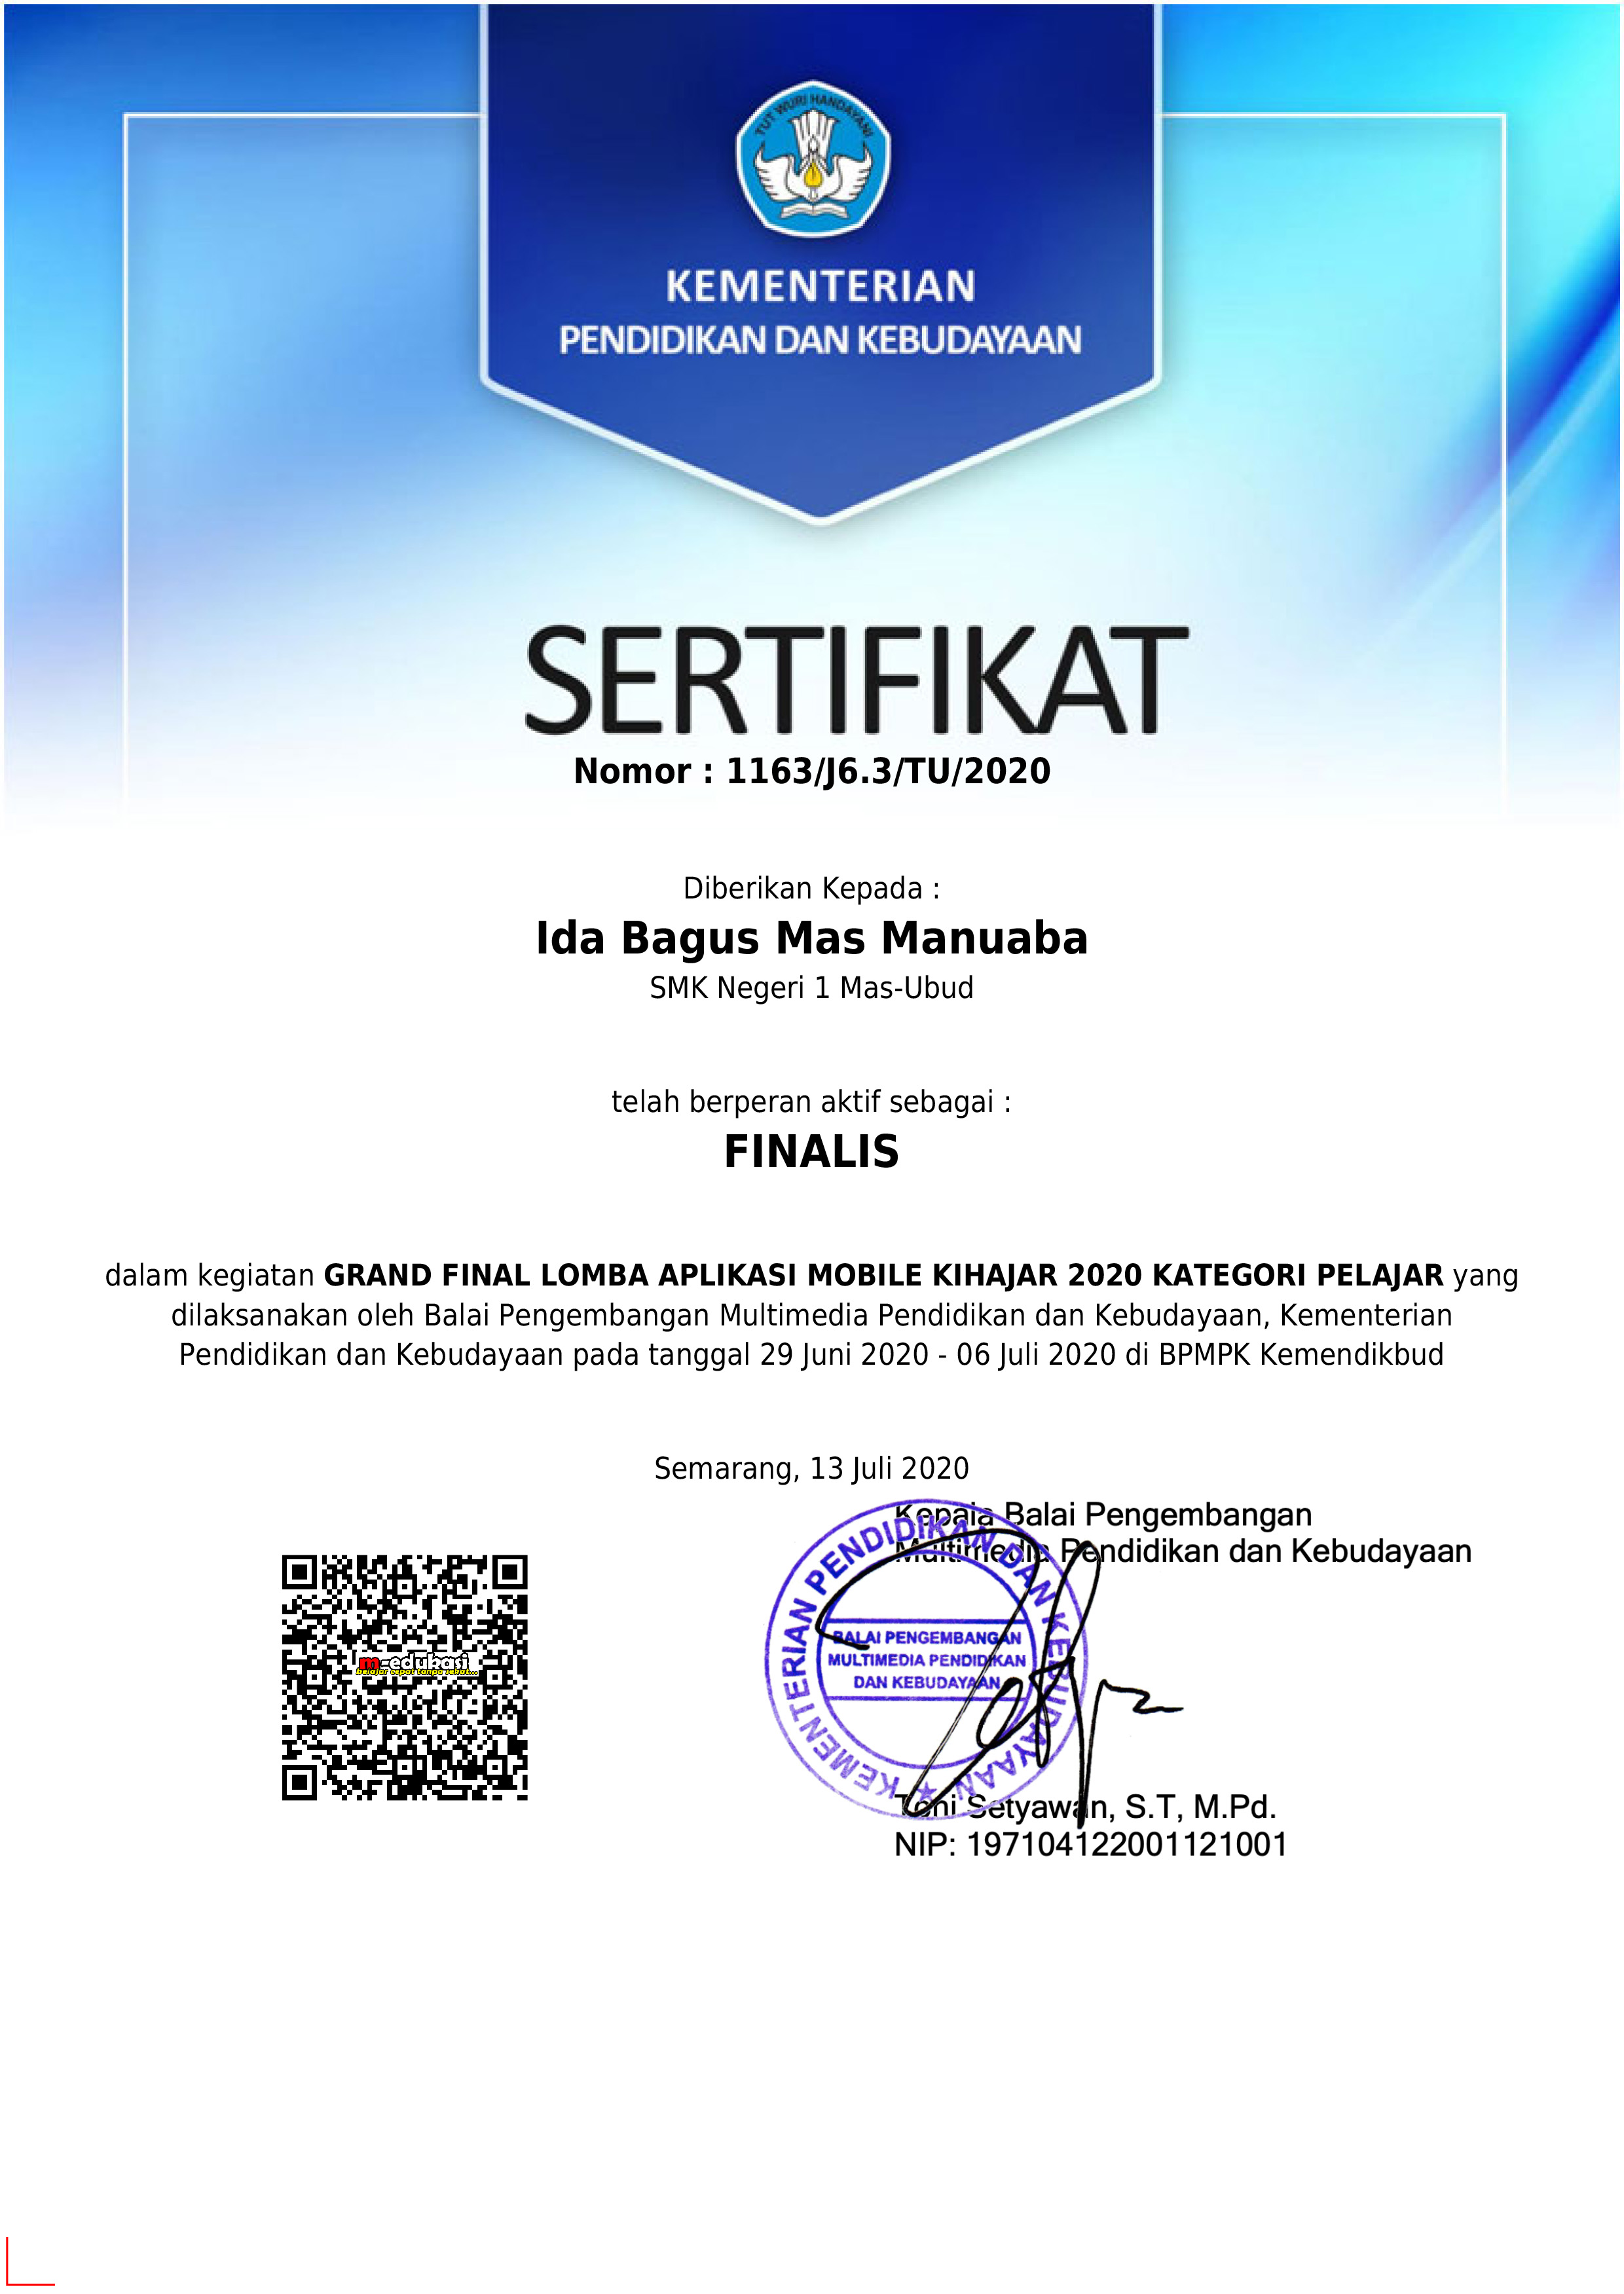 TUT WURI HANDAYANI
KEMENTERIAN
PENDIDIKAN DAN KEBUDAYAAN
SERTIFIKAT
Nomor : 1163/J6.3/TU/2020
Diberikan Kepada :
Ida Bagus Mas Manuaba
SMK Negeri 1 Mas-Ubud
telah berperan aktif sebagai :
FINALIS
dalam kegiatan GRAND FINAL LOMBA APLIKASI MOBILE KIHAJAR 2020 KATEGORI PELAJAR yang
dilaksanakan oleh Balai Pengembangan Multimedia Pendidikan dan Kebudayaan, Kementerian
Pendidikan dan Kebudayaan pada tanggal 29 Juni 2020 - 06 Juli 2020 di BPMPK Kemendikbud
Semarang, 13 Juli 2020
Kepala Balai Pengembangan
Multimedia Pendidikan dan Kebudayaan
KEMENTERIAN PENDIDIKAN DAN KEBUDAYAAN
BALAI PENGEMBANGAN
MULTIMEDIA PENDIDIKAN
DAN KEBUDAYAAN
m-edukasi
belajar cepat tanpa sekat...
Toni Setyawan, S.T, M.Pd.
NIP: 197104122001121001